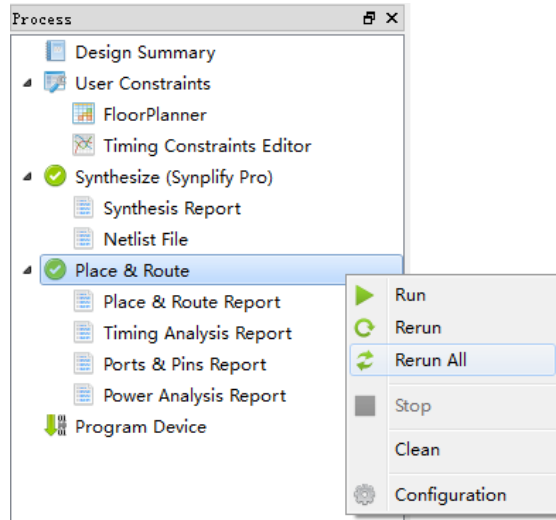 Process
Design Summary
User Constraints
FloorPlanner
Timing Constraints Editor
Synthesize (Synplify Pro)
Synthesis Report
Netlist File
Place & Route
Place & Route Report
Timing Analysis Report
Ports & Pins Report
Power Analysis Report
Program Device
Run
Rerun
Rerun All
Stop
Clean
Configuration